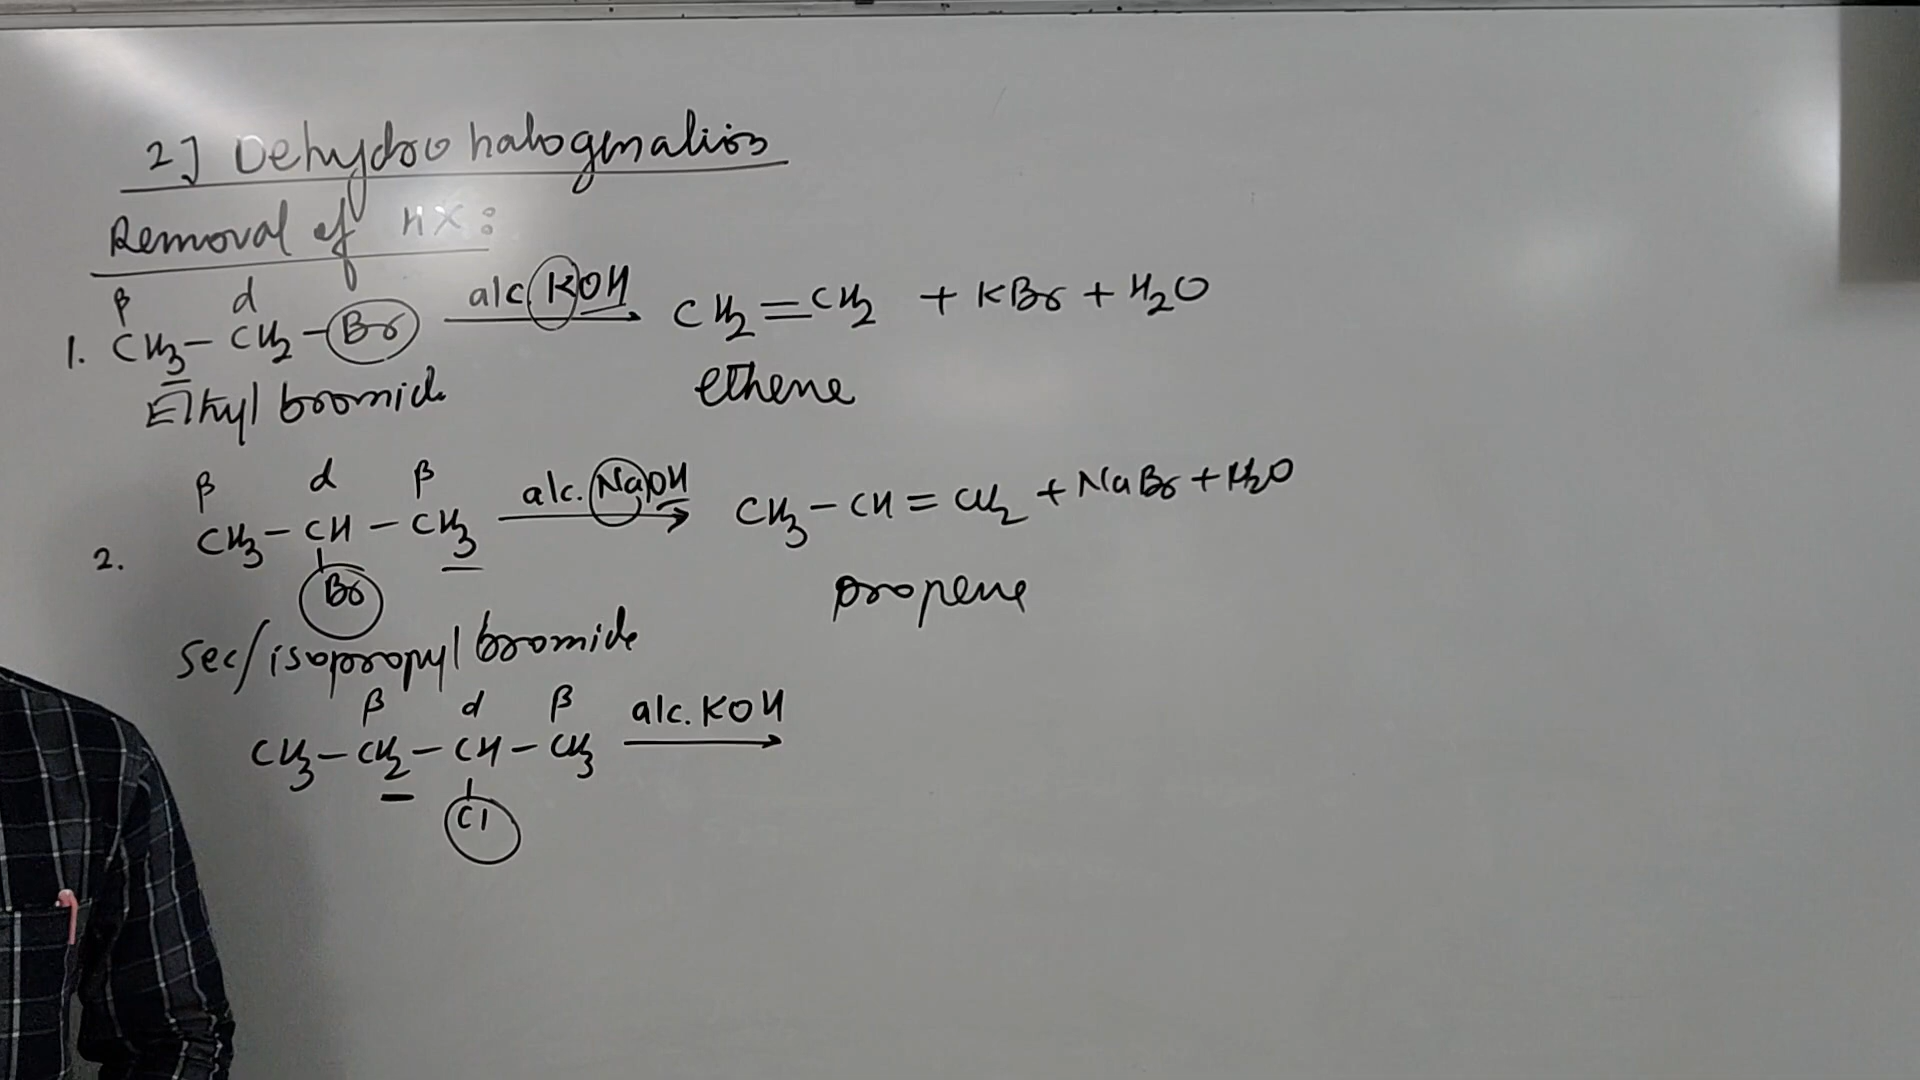 2] Dehydro halogenation
Removal of HX:
β α
1. CH3 - CH2 - Br alc. KOH CH2 = CH2 + KBr + H2O
Ethyl bromide ethene
β α β
2. CH3 - CH - CH3 alc. NaOH CH3 - CH = CH2 + NaBr + H2O
Br
propene
sec/isopropyl bromide
β α β
CH3 - CH2 - CH - CH3 alc. KOH
Cl